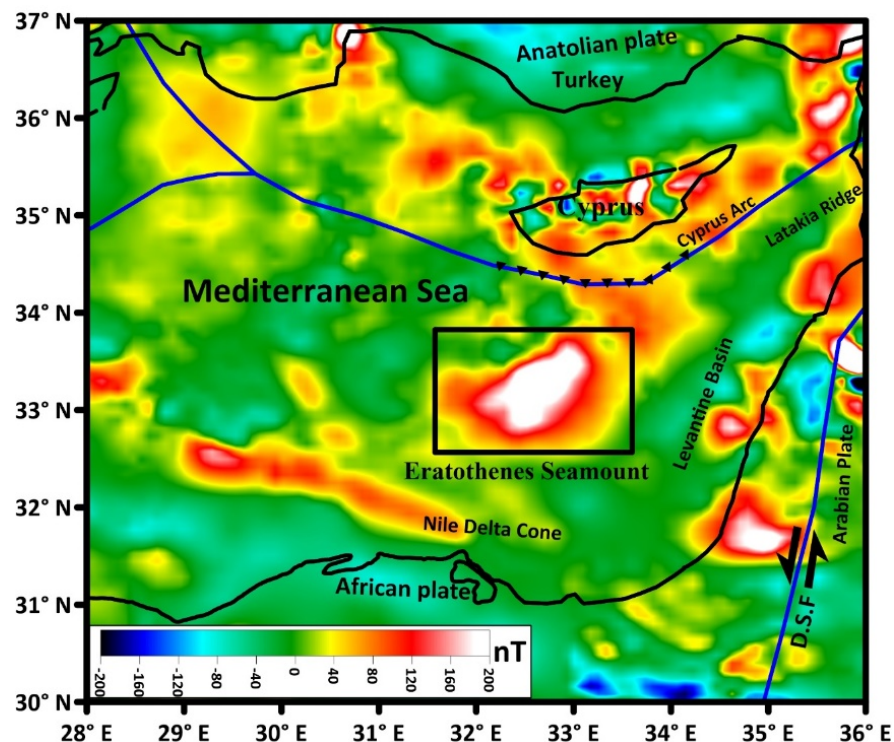 37° N
36° N
35° N
34° N
33° N
32° N
31° N
30° N
Anatolian plate
Turkey
Cyprus
Cyprus Arc
Latakia Ridge
Mediterranean Sea
Levantine Basin
Eratothenes Seamount
Arabian Plate
Nile Delta Cone
African plate
D.S.F
-200
-160
-120
-80
-40
0
40
80
120
160
200
nT
28° E
29° E
30° E
31° E
32° E
33° E
34° E
35° E
36° E